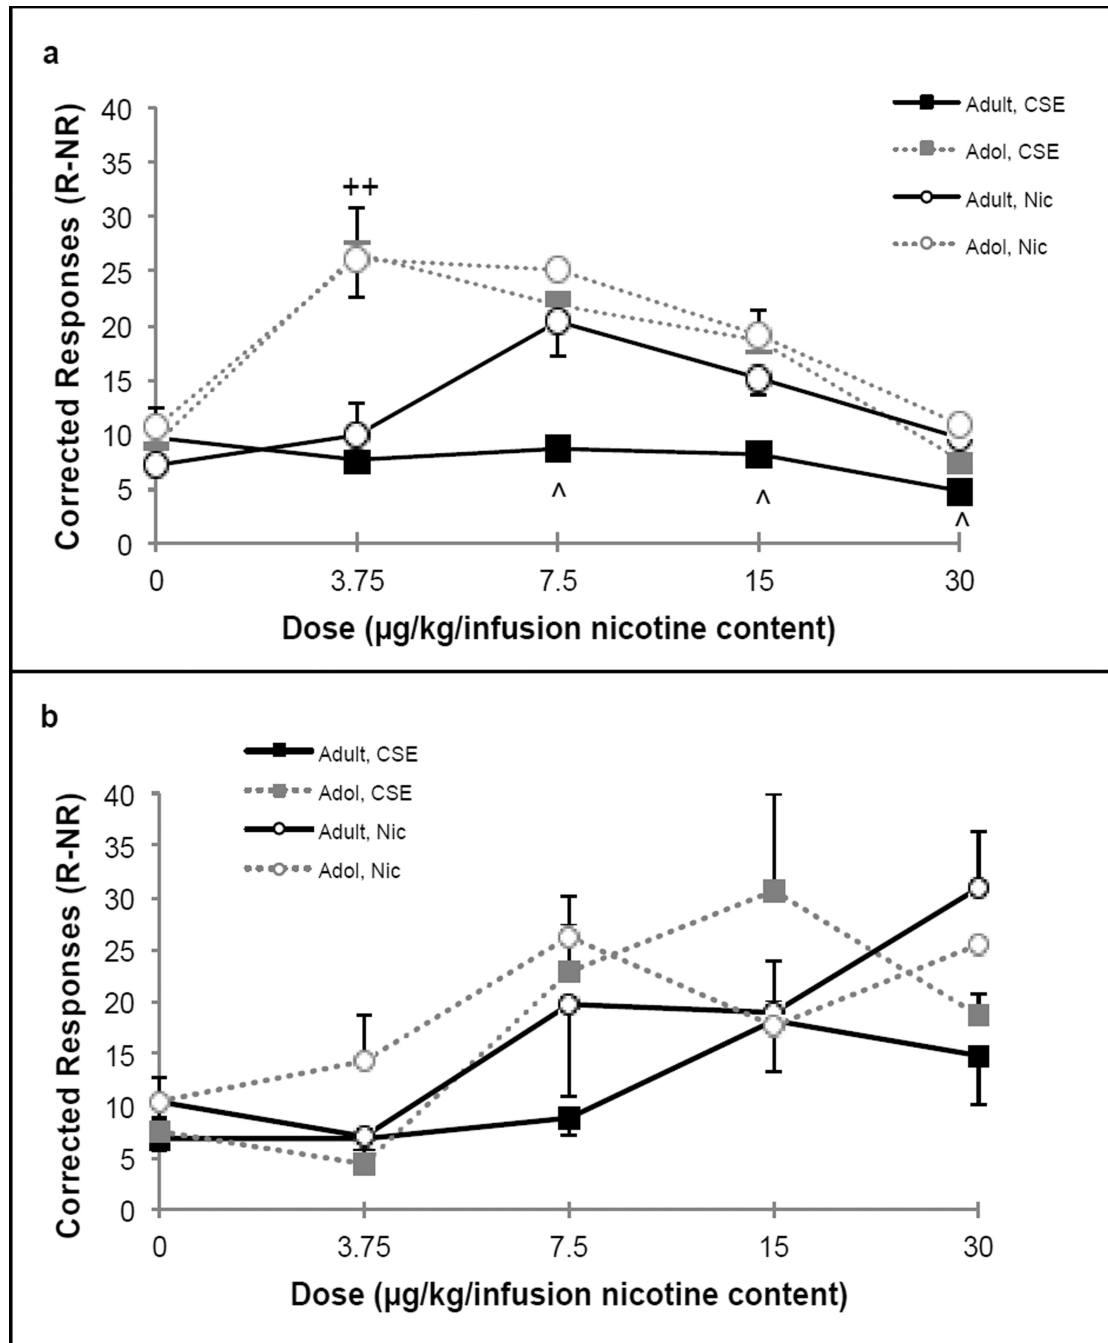 a
Corrected Responses (R-NR)
40
35
30
25
20
15
10
5
0
++
^
^
^
Adult, CSE
Adol, CSE
Adult, Nic
Adol, Nic
0 3.75 7.5 15 30
Dose (µg/kg/infusion nicotine content)
b
Adult, CSE
Adol, CSE
Adult, Nic
Adol, Nic
Corrected Responses (R-NR)
40
35
30
25
20
15
10
5
0
0 3.75 7.5 15 30
Dose (µg/kg/infusion nicotine content)